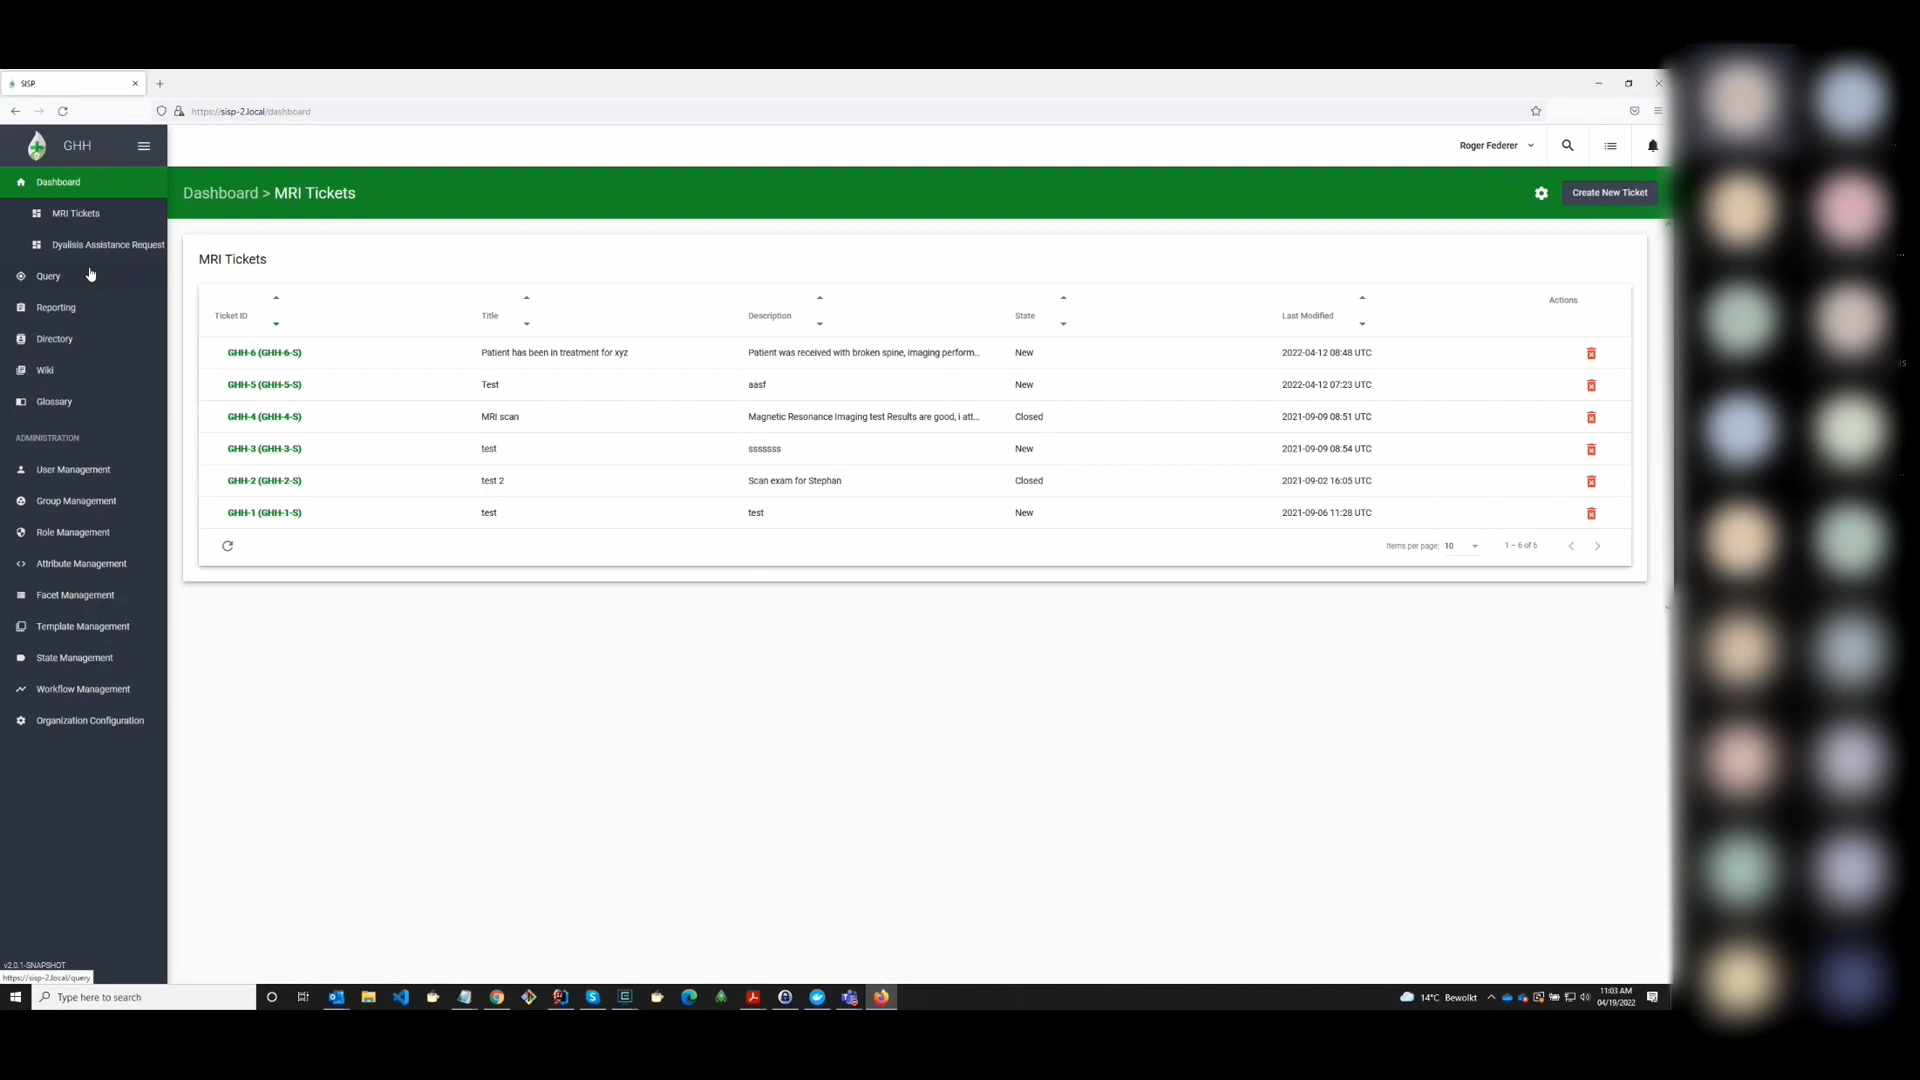 SISP
https://sisp-2.local/dashboard
GHH
Roger Federer
Dashboard
MRI Tickets
Dyalisis Assistance Request
Query
Reporting
Directory
Wiki
Glossary
ADMINISTRATION
User Management
Group Management
Role Management
Attribute Management
Facet Management
Template Management
State Management
Workflow Management
Organization Configuration
v2.0.1-SNAPSHOT
https://sisp-2.local/query
Dashboard > MRI Tickets
Create New Ticket
MRI Tickets
Ticket ID Title Description State Last Modified Actions
GHH-6 (GHH-6-S) Patient has been in treatment for xyz Patient was received with broken spine, imaging perform... New 2022-04-12 08:48 UTC
GHH-5 (GHH-5-S) Test aasf New 2022-04-12 07:23 UTC
GHH-4 (GHH-4-S) MRI scan Magnetic Resonance Imaging test Results are good, i att... Closed 2021-09-09 08:51 UTC
GHH-3 (GHH-3-S) test sssssss New 2021-09-09 08:54 UTC
GHH-2 (GHH-2-S) test 2 Scan exam for Stephan Closed 2021-09-02 16:05 UTC
GHH-1 (GHH-1-S) test test New 2021-09-06 11:28 UTC
Items per page: 10 1 – 6 of 6
Type here to search
14°C Bewolkt
11:03 AM
04/19/2022